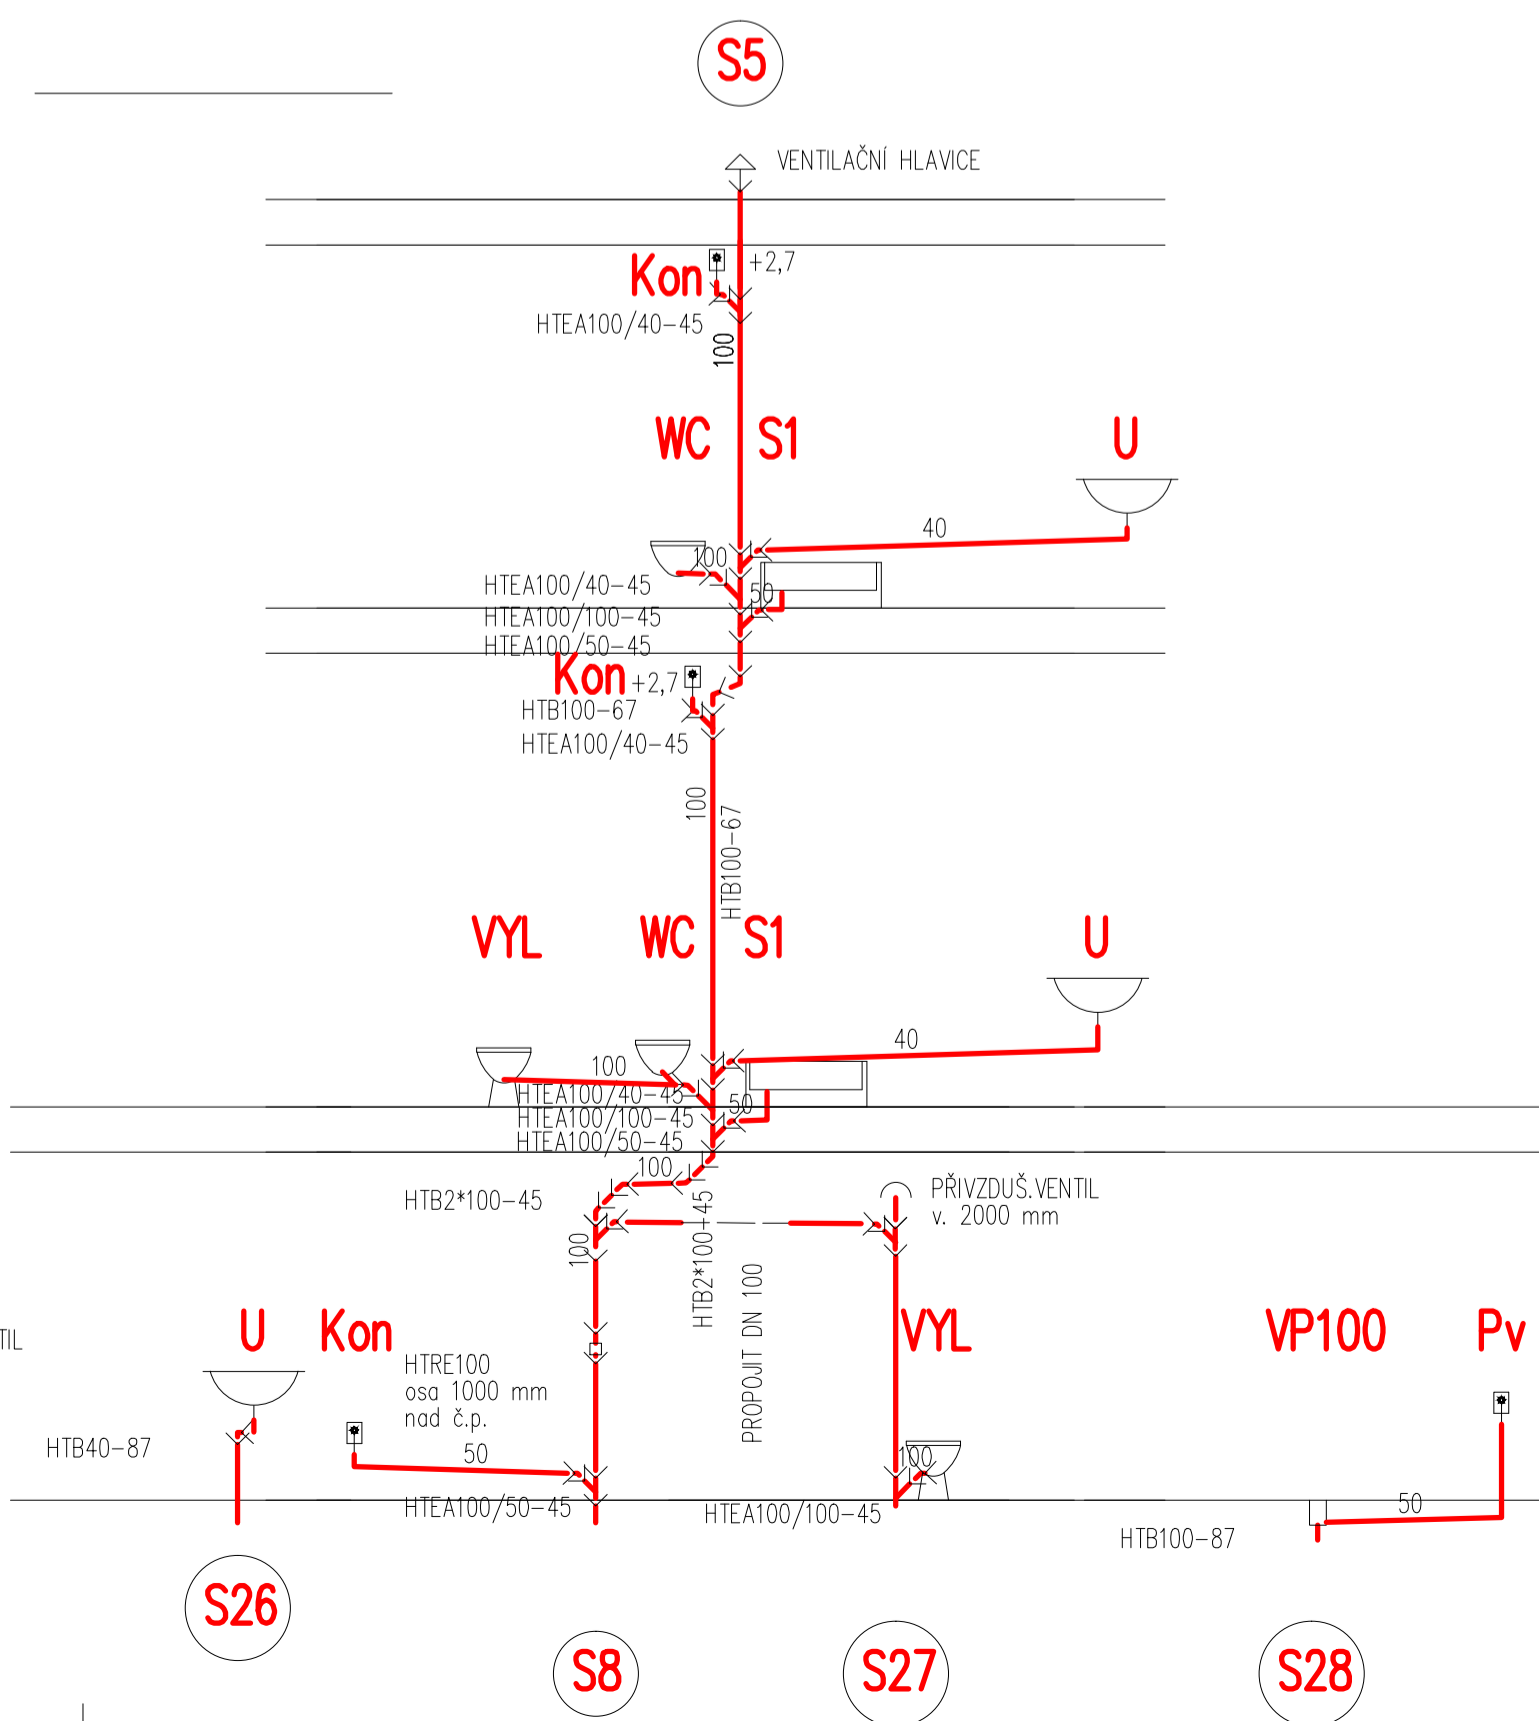 S5
VENTILAČNÍ HLAVICE
Kon
+2,7
HTEA100/40-45
100
WC
S1
U
40
100
HTEA100/40-45
50
HTEA100/100-45
HTEA100/50-45
Kon
+2,7
HTB100-67
HTEA100/40-45
100
HTB100-67
VYL
WC
S1
U
40
100
HTEA100/40-45
50
HTEA100/100-45
HTEA100/50-45
100
HTB2*100-45
PŘIVZDUŠ.VENTIL
v. 2000 mm
100
HTB2*100-45
PROPOJIT DN 100
TIL
U
Kon
VYL
VP100
Pv
HTRE100
osa 1000 mm
nad č.p.
HTB40-87
50
100
HTEA100/50-45
HTEA100/100-45
50
HTB100-87
S26
S8
S27
S28